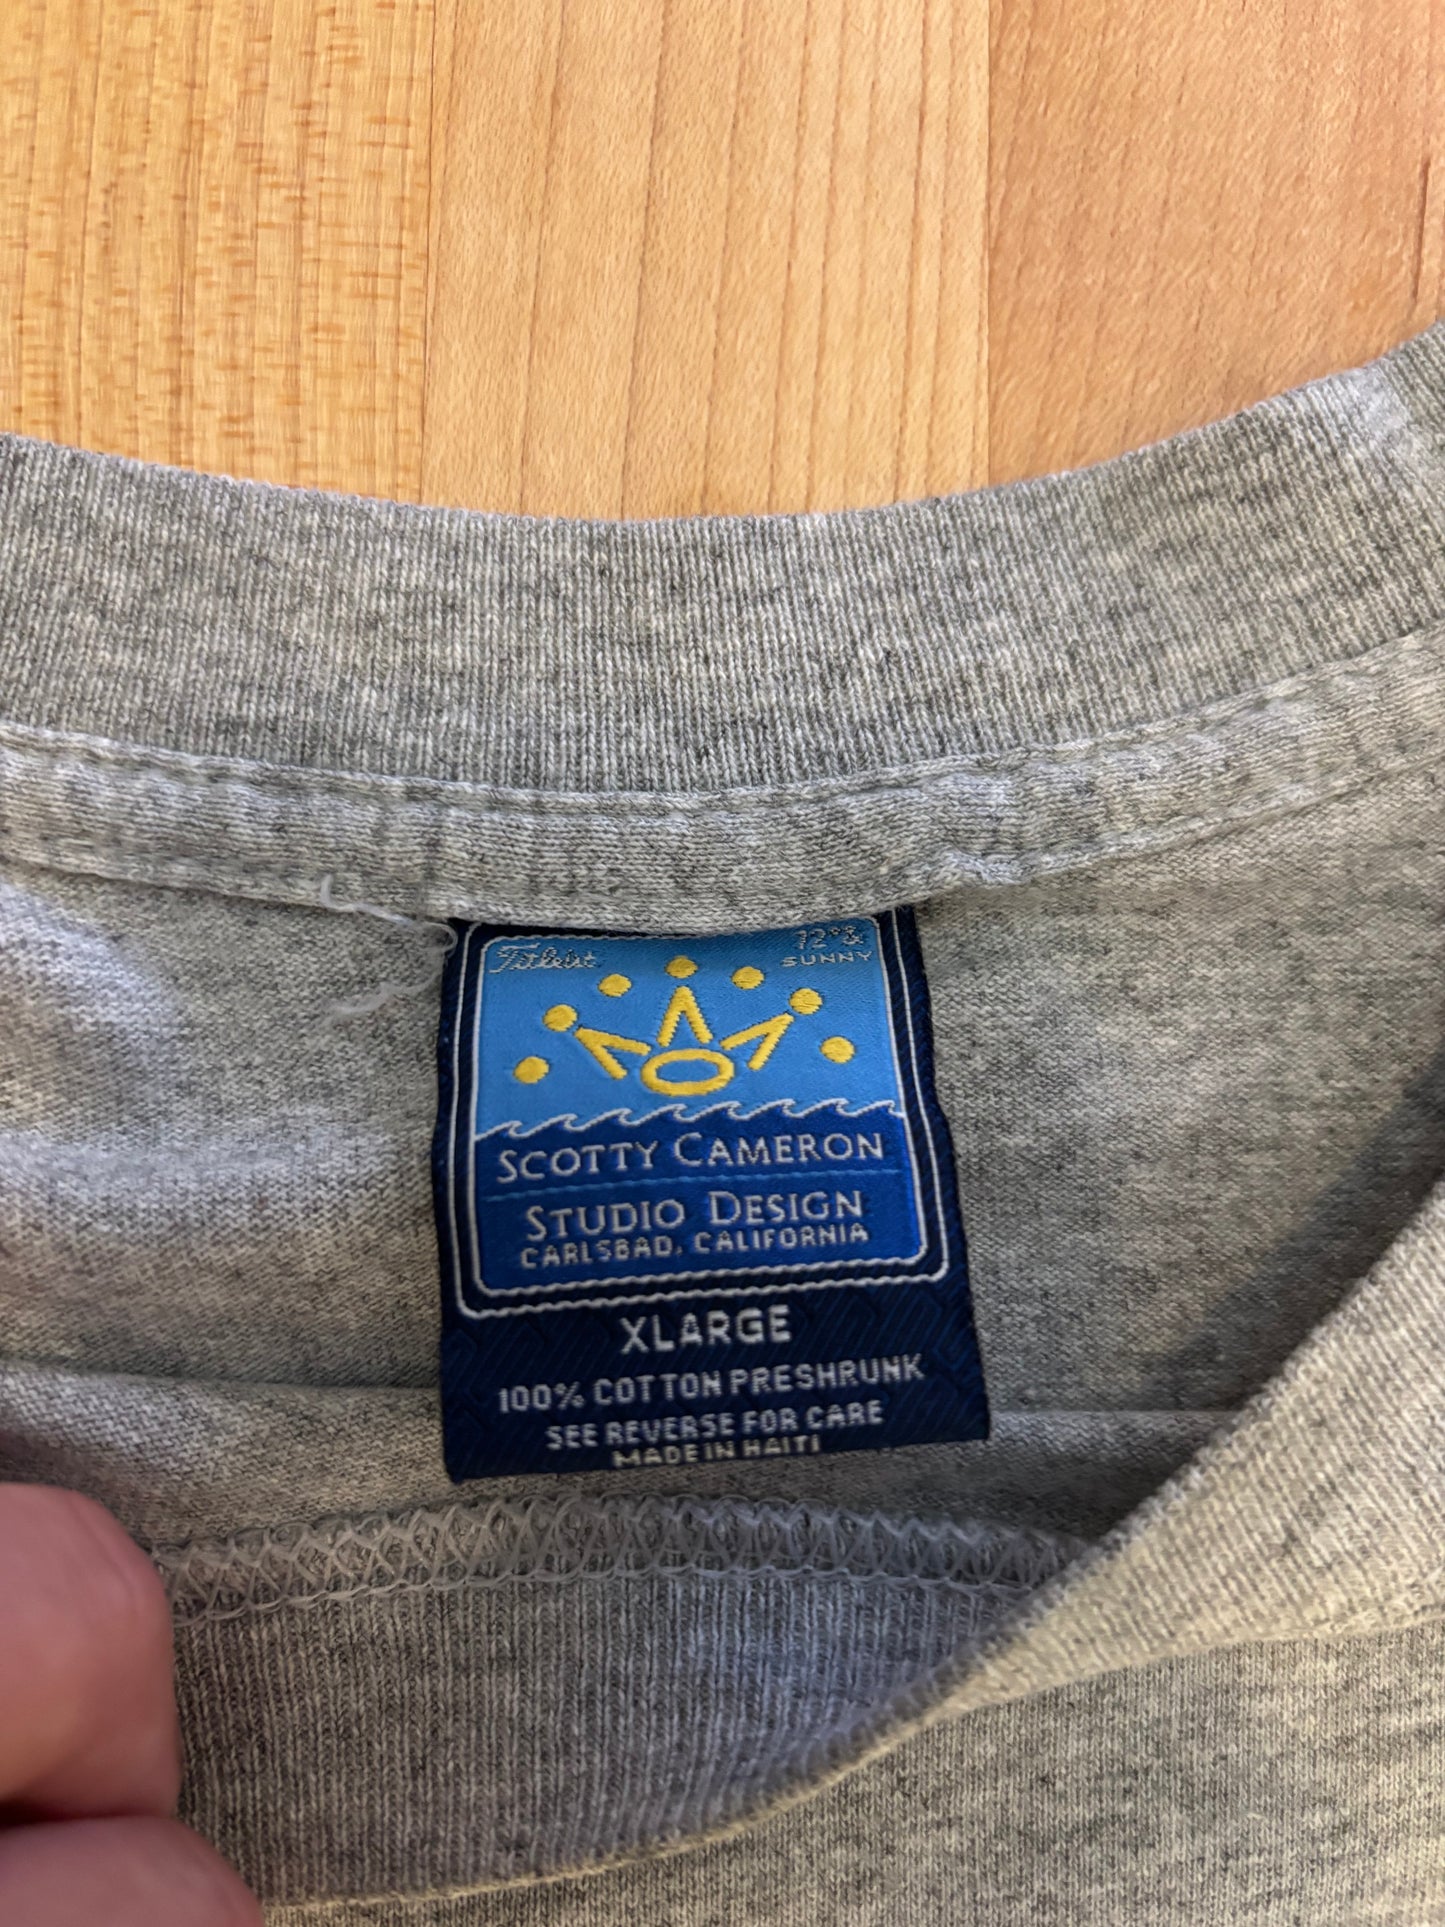 Titleist 72°&
SUNNY
SCOTTY CAMERON
STUDIO DESIGN
CARLSBAD, CALIFORNIA
XLARGE
100% COTTON PRESHRUNK
SEE REVERSE FOR CARE
MADE IN HAITI